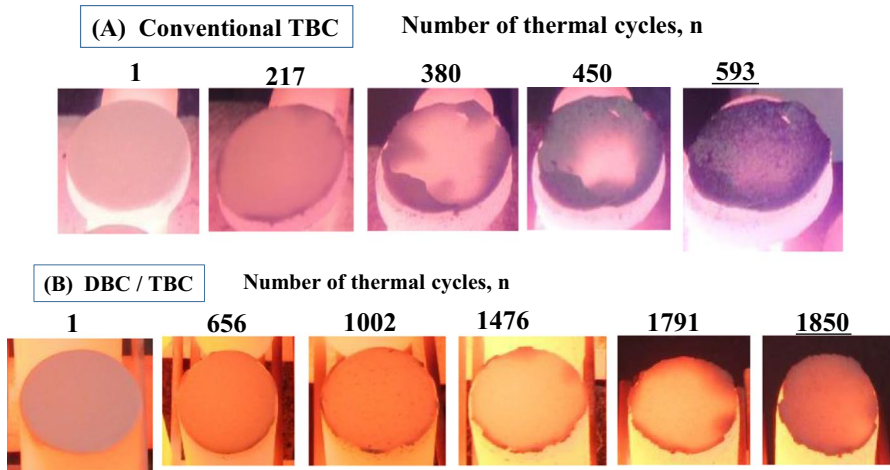 (A) Conventional TBC Number of thermal cycles, n
1 217 380 450 593
(B) DBC / TBC Number of thermal cycles, n
1 656 1002 1476 1791 1850